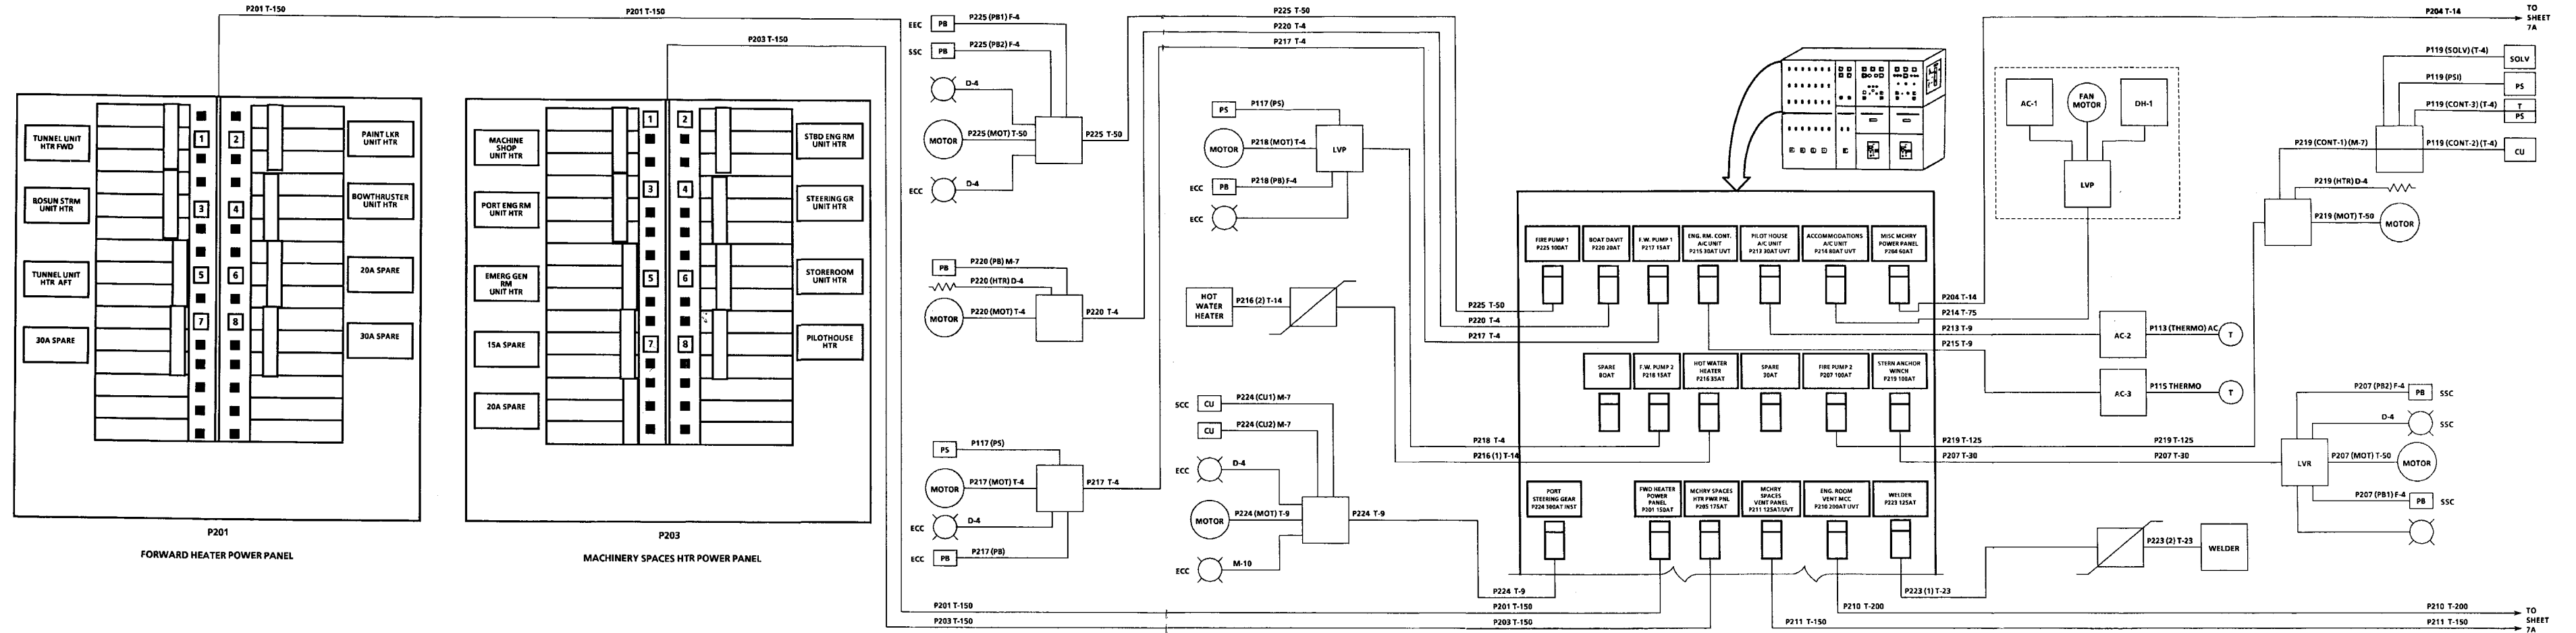 P201 T-150
P201 T-150
P203 T-150
TUNNEL UNIT
HTR FWD
BOSUN STRM
UNIT HTR
TUNNEL UNIT
HTR AFT
30A SPARE
1
2
3
4
5
6
7
8
PAINT LKR
UNIT HTR
BOWTHRUSTER
UNIT HTR
20A SPARE
30A SPARE
P201
FORWARD HEATER POWER PANEL
MACHINE
SHOP
UNIT HTR
PORT ENG RM
UNIT HTR
EMERG GEN
RM
UNIT HTR
15A SPARE
20A SPARE
1
2
3
4
5
6
7
8
STBD ENG RM
UNIT HTR
STEERING GR
UNIT HTR
STOREROOM
UNIT HTR
PILOTHOUSE
HTR
P203
MACHINERY SPACES HTR POWER PANEL
EEC
PB
P225 (PB1) F-4
SSC
PB
P225 (PB2) F-4
D-4
MOTOR
P225 (MOT) T-50
P225 T-50
ECC
D-4
PB
P220 (PB) M-7
P220 (HTR) D-4
MOTOR
P220 (MOT) T-4
P220 T-4
PS
P117 (PS)
MOTOR
P217 (MOT) T-4
P217 T-4
ECC
D-4
ECC
PB
P217 (PB)
P201 T-150
P203 T-150
P225 T-50
P220 T-4
P217 T-4
PS
P117 (PS)
MOTOR
P218 (MOT) T-4
LVP
ECC
PB
P218 (PB) F-4
ECC
HOT
WATER
HEATER
P216 (2) T-14
SCC
CU
P224 (CU1) M-7
CU
P224 (CU2) M-7
ECC
D-4
MOTOR
P224 (MOT) T-9
P224 T-9
ECC
M-10
P225 T-50
P220 T-4
P217 T-4
P218 T-4
P216 (1) T-14
P224 T-9
P201 T-150
P203 T-150
FIRE PUMP 1
P225 100AT
BOAT DAVIT
P220 20AT
F.W. PUMP 1
P217 15AT
ENG. RM. CONT.
A/C UNIT
P215 30AT UVT
PILOT HOUSE
A/C UNIT
P213 30AT UVT
ACCOMMODATIONS
A/C UNIT
P214 80AT UVT
MISC MCHRY
POWER PANEL
P204 60AT
SPARE
BOAT
F.W. PUMP 2
P218 15AT
HOT WATER
HEATER
P216 35AT
SPARE
30AT
FIRE PUMP 2
P207 100AT
STERN ANCHOR
WINCH
P219 100AT
PORT
STEERING GEAR
P224 300AT INST
FWD HEATER
POWER
PANEL
P201 150AT
MCHRY SPACES
HTR PWR PNL
P205 175AT
MCHRY
SPACES
VENT PANEL
P211 125AT/UVT
ENG. ROOM
VENT MCC
P210 200AT UVT
WELDER
P223 125AT
P204 T-14
P214 T-75
P213 T-9
P215 T-9
P219 T-125
P207 T-30
P223 (1) T-23
P210 T-200
P211 T-150
AC-1
FAN
MOTOR
DH-1
LVP
AC-2
P113 (THERMO) AC
T
AC-3
P115 THERMO
T
P219 T-125
P207 T-30
P223 (2) T-23
WELDER
P204 T-14
TO
SHEET
7A
P119 (SOLV) (T-4)
SOLV
P119 (PSI)
PS
P119 (CONT-3) (T-4)
T
PS
P219 (CONT-1) (M-7)
P119 (CONT-2) (T-4)
CU
P219 (HTR) D-4
P219 (MOT) T-50
MOTOR
P207 (PB2) F-4
PB
SSC
D-4
SSC
LVR
P207 (MOT) T-50
MOTOR
P207 (PB1) F-4
PB
SSC
P210 T-200
P211 T-150
TO
SHEET
7A